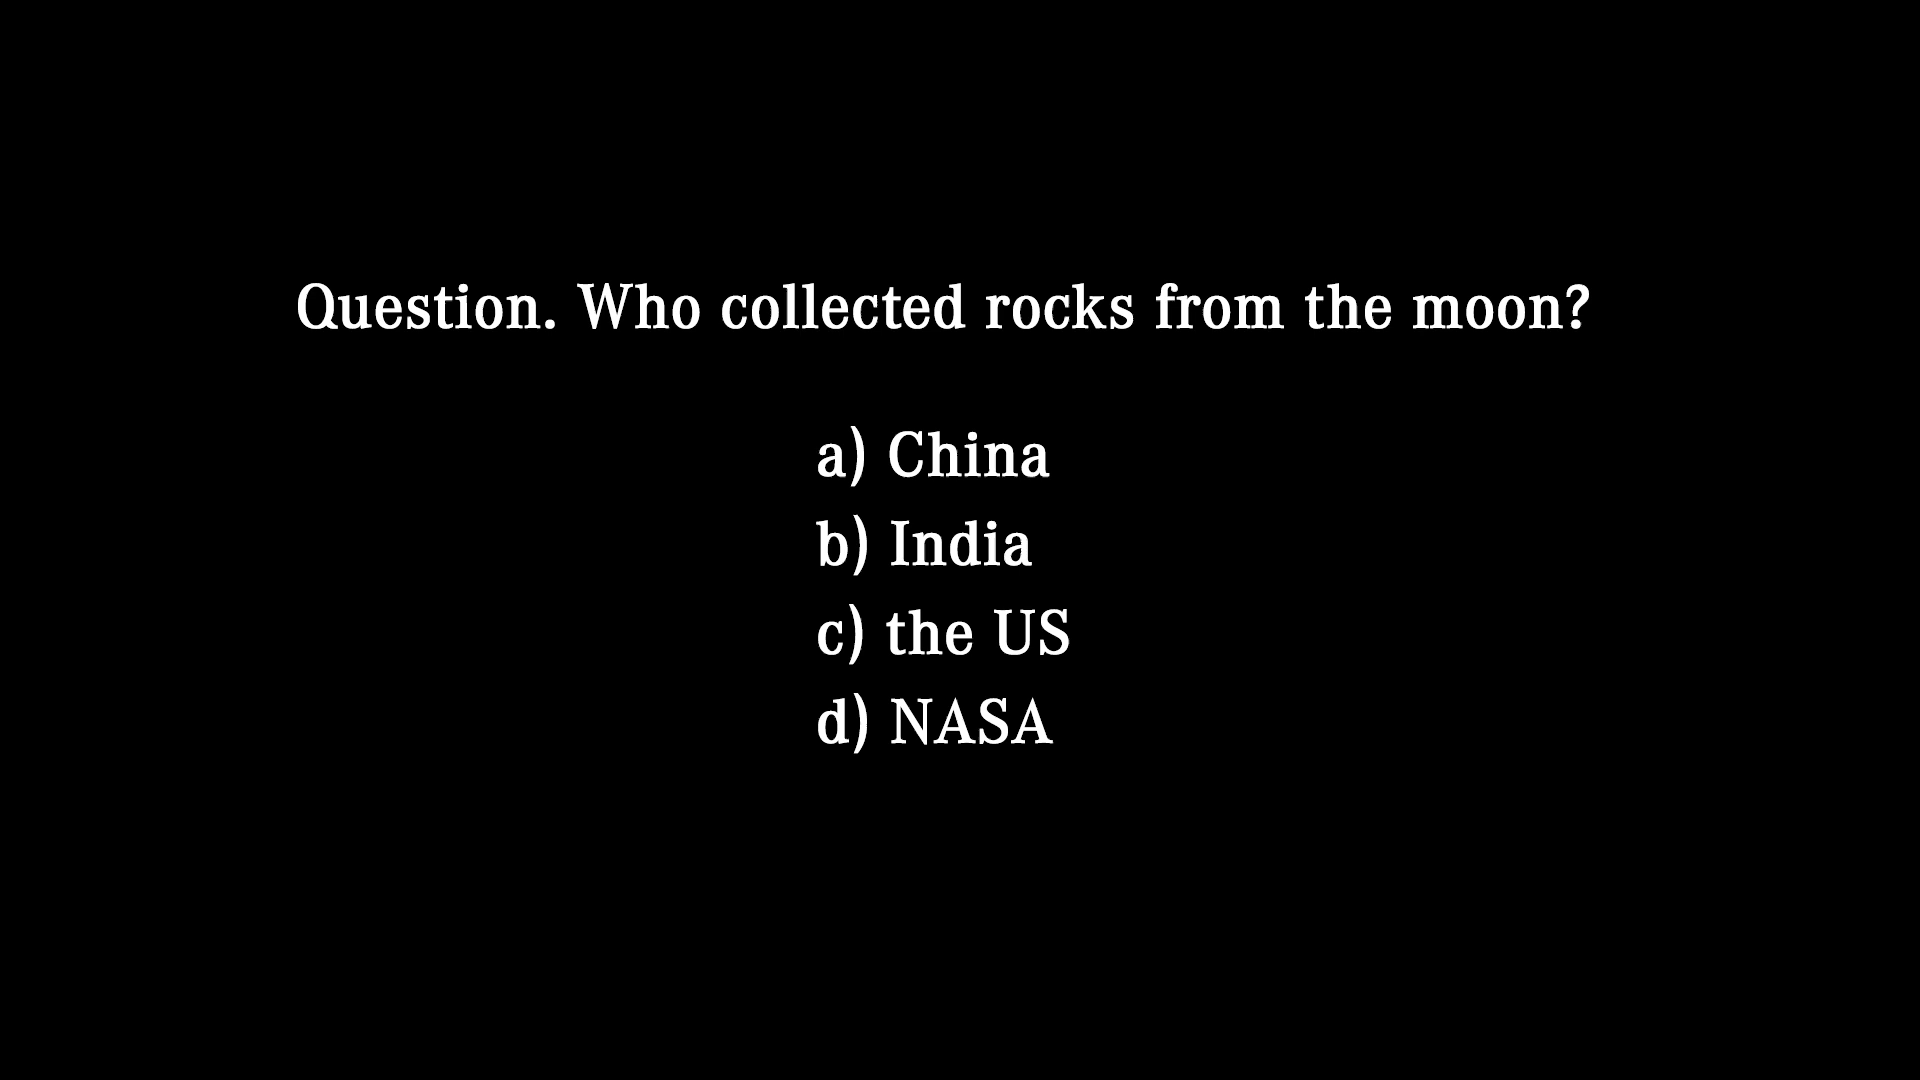 Question. Who collected rocks from the moon?
a) China
b) India
c) the US
d) NASA